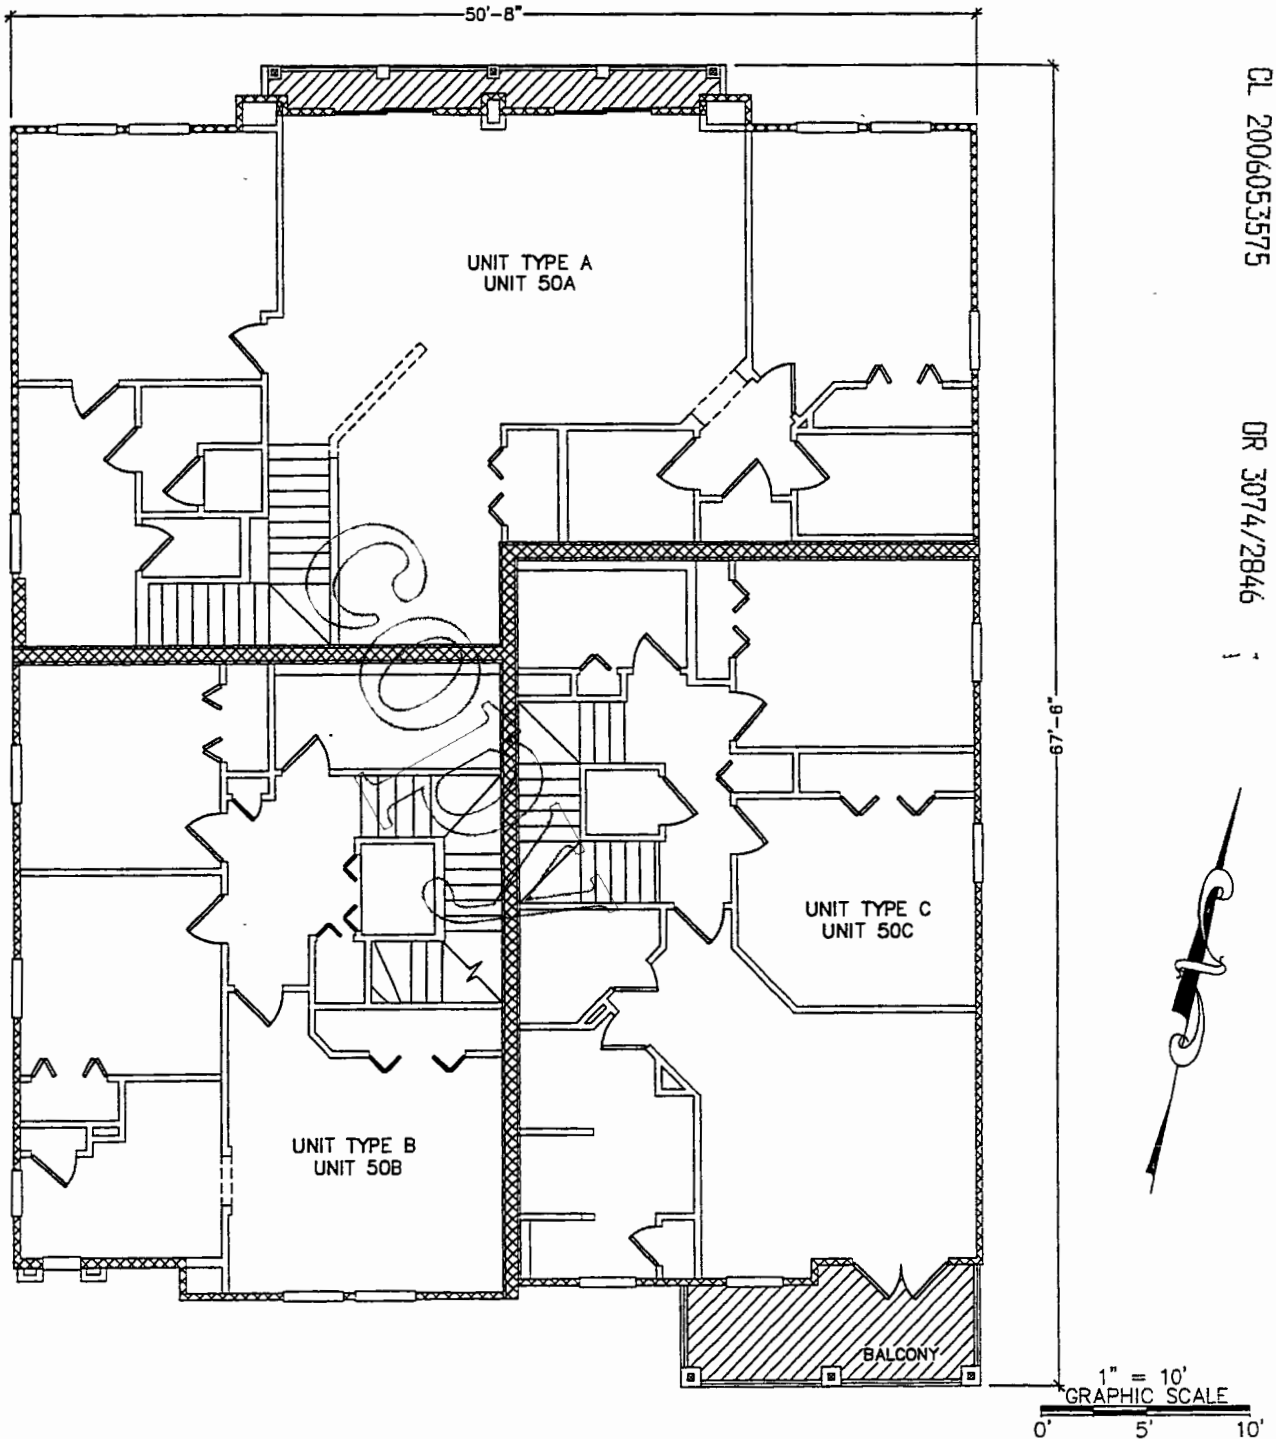 50'-8"
CL 2006053575
OR 3074/2846
UNIT TYPE A
UNIT 50A
COPY
67'-6"
UNIT TYPE C
UNIT 50C
UNIT TYPE B
UNIT 50B
BALCONY
1" = 10'
GRAPHIC SCALE
0' 5' 10'